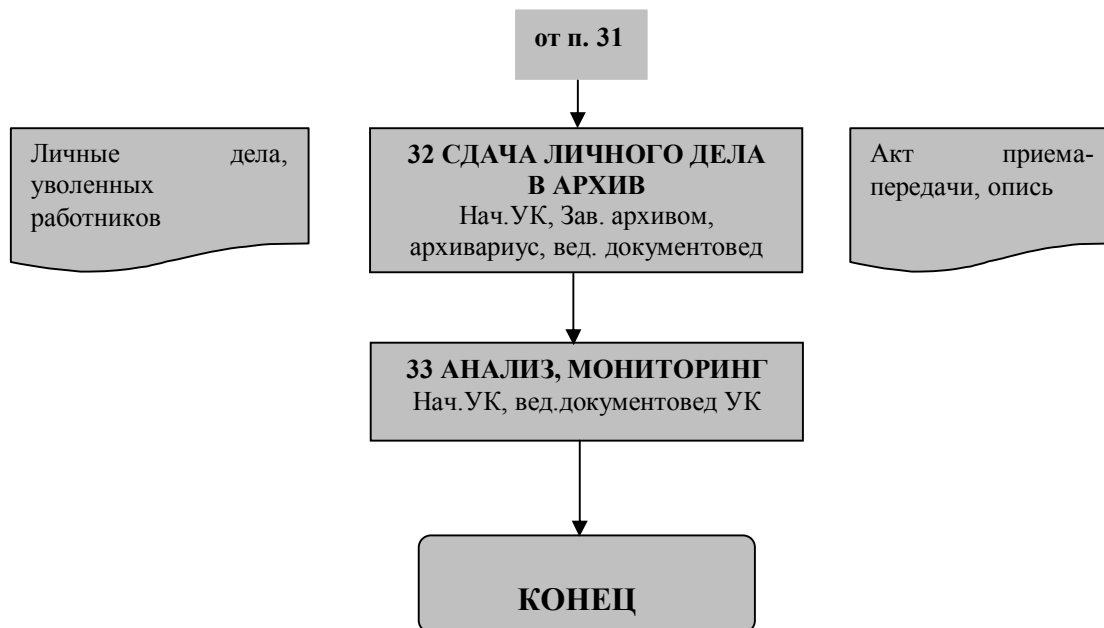 от п. 31
Личные дела,
уволенных
работников
32 СДАЧА ЛИЧНОГО ДЕЛА
В АРХИВ
Нач.УК, Зав. архивом,
архивариус, вед. документовед
Акт приема-
передачи, опись
33 АНАЛИЗ, МОНИТОРИНГ
Нач.УК, вед.документовед УК
КОНЕЦ